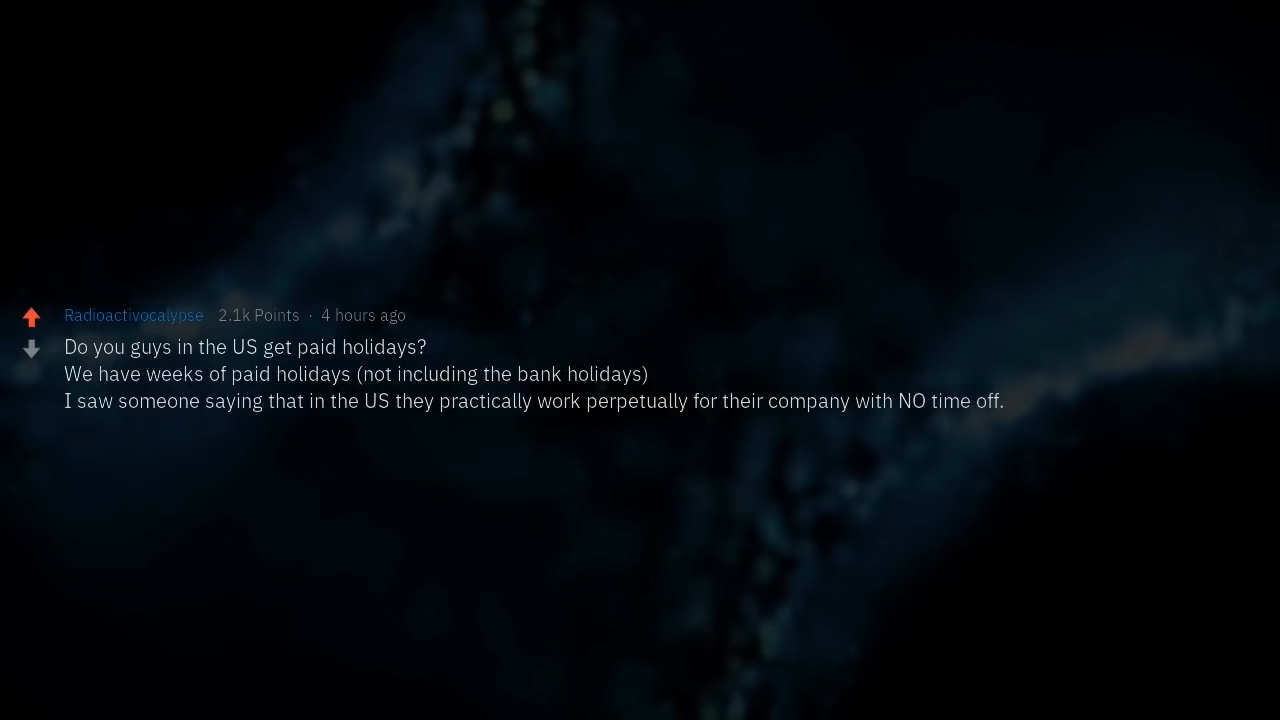 Radioactivocalypse 2.1k Points · 4 hours ago
Do you guys in the US get paid holidays?
We have weeks of paid holidays (not including the bank holidays)
I saw someone saying that in the US they practically work perpetually for their company with NO time off.